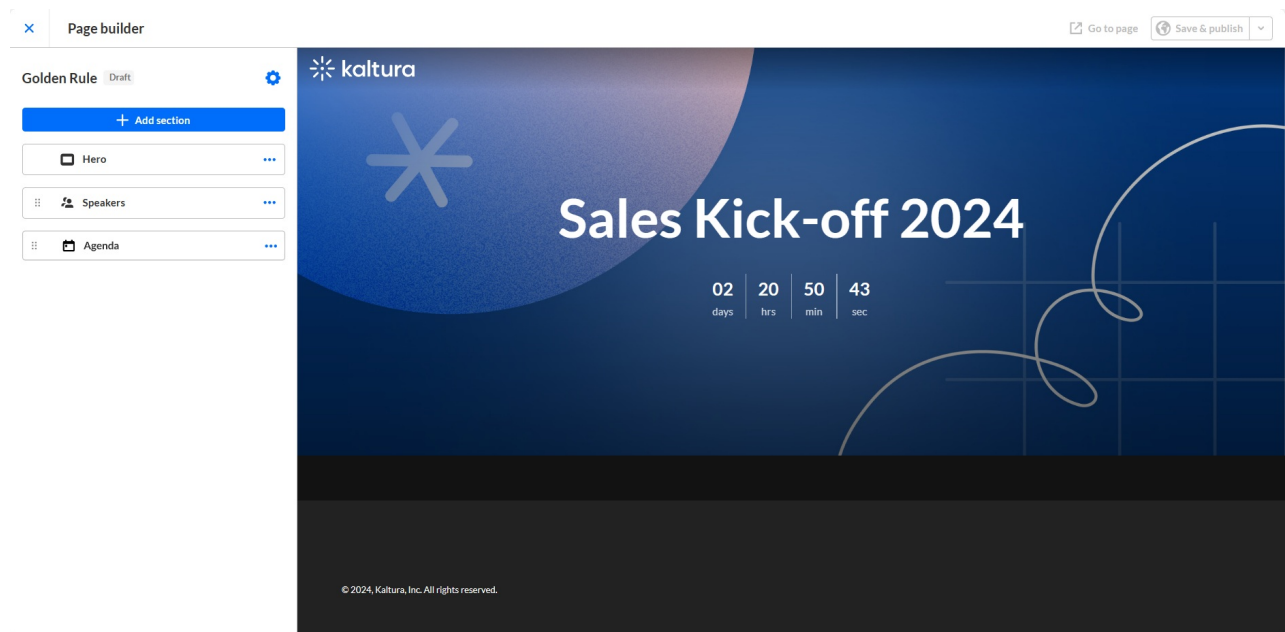 Page builder
Go to page
Save & publish
Golden Rule Draft
+ Add section
Hero
Speakers
Agenda
kaltura
Sales Kick-off 2024
02 20 50 43
days hrs min sec
© 2024, Kaltura, Inc. All rights reserved.